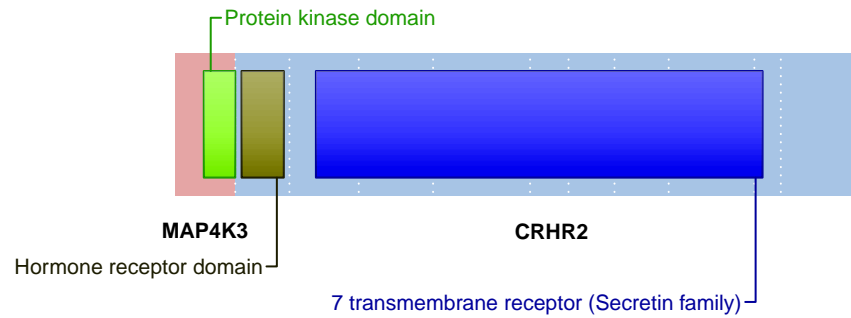 Protein kinase domain
MAP4K3
CRHR2
Hormone receptor domain
7 transmembrane receptor (Secretin family)